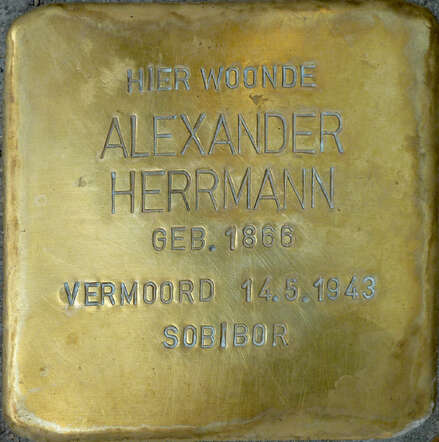 HIER WOONDE
ALEXANDER
HERRMANN
GEB. 1866
VERMOORD 14.5.1943
SOBIBOR